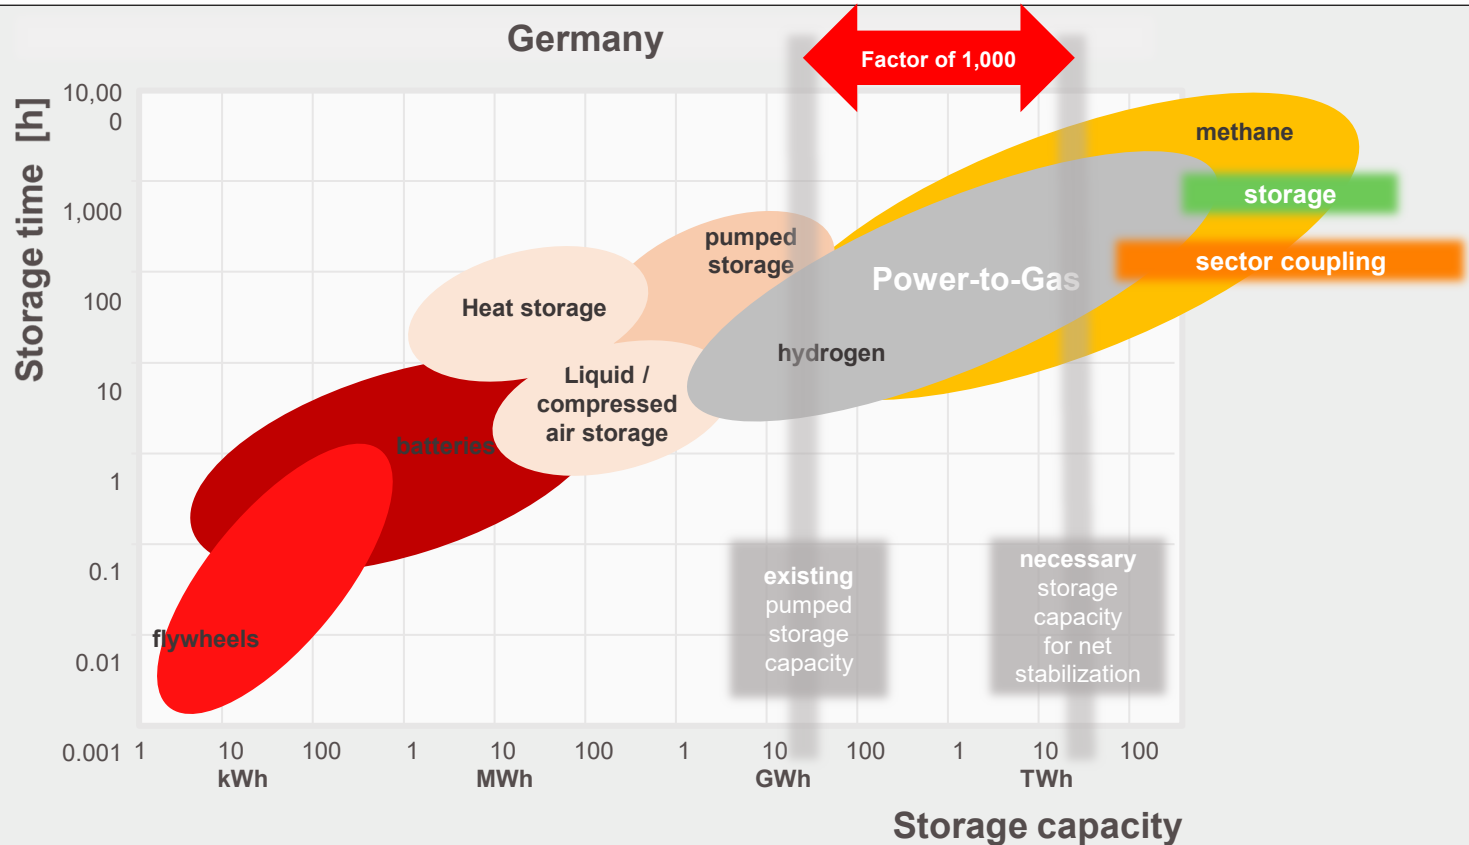 Germany
Factor of 1,000
Storage time [h]
10,00
0
1,000
100
10
1
0.1
0.01
0.001
methane
storage
sector coupling
pumped
storage
Power-to-Gas
Heat storage
hydrogen
Liquid /
compressed
air storage
batteries
flywheels
existing
pumped
storage
capacity
necessary
storage
capacity
for net
stabilization
1 10 100 1 10 100 1 10 100 1 10 100
kWh MWh GWh TWh
Storage capacity